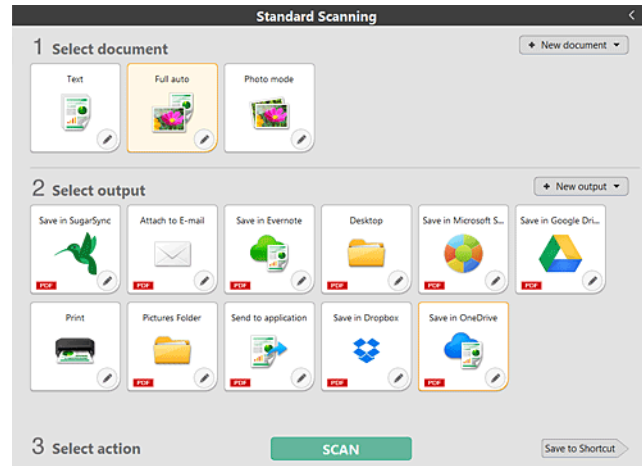 Standard Scanning
1 Select document
+ New document
Text
Full auto
Photo mode
2 Select output
+ New output
Save in SugarSync
Attach to E-mail
Save in Evernote
Desktop
Save in Microsoft S...
Save in Google Dri...
PDF
PDF
PDF
PDF
PDF
PDF
Print
Pictures Folder
Send to application
Save in Dropbox
Save in OneDrive
PDF
PDF
PDF
PDF
3 Select action
SCAN
Save to Shortcut